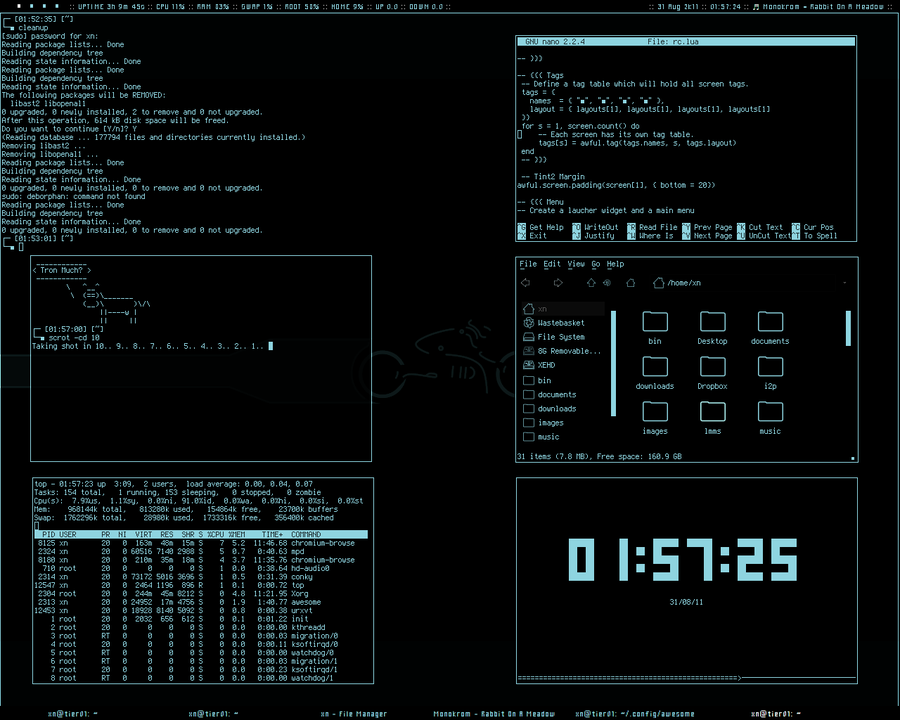 :: UPTIME 3h 9m 45s :: CPU 11% :: RAM 33% :: SWAP 1% :: ROOT 58% :: HOME 9% :: UP 0.0 :: DOWN 0.0 ::
:: 31 Aug 2k11 :: 01:57:24 :: Monokrom - Rabbit On A Meadow ::
[01:52:35] [~]
cleanup
[sudo] password for xn:
Reading package lists... Done
Building dependency tree
Reading state information... Done
Reading package lists... Done
Building dependency tree
Reading state information... Done
The following packages will be REMOVED:
libast2 libopenal1
0 upgraded, 0 newly installed, 2 to remove and 0 not upgraded.
After this operation, 614 kB disk space will be freed.
Do you want to continue [Y/n]? Y
(Reading database ... 177794 files and directories currently installed.)
Removing libast2 ...
Removing libopenal1 ...
Reading package lists... Done
Building dependency tree
Reading state information... Done
0 upgraded, 0 newly installed, 0 to remove and 0 not upgraded.
sudo: deborphan: command not found
Reading package lists... Done
Building dependency tree
Reading state information... Done
0 upgraded, 0 newly installed, 0 to remove and 0 not upgraded.
[01:53:01] [~]
GNU nano 2.2.4 File: rc.lua
-- }}}
-- {{{ Tags
-- Define a tag table which will hold all screen tags.
tags = {
names = { "■", "■", "■", "■" },
layout = { layouts[1], layouts[1], layouts[1], layouts[1]
}}
for s = 1, screen.count() do
-- Each screen has its own tag table.
tags[s] = awful.tag(tags.names, s, tags.layout)
end
-- }}}
-- Tint2 Margin
awful.screen.padding(screen[1], { bottom = 20})
-- {{{ Menu
-- Create a laucher widget and a main menu
^G Get Help ^O WriteOut ^R Read File ^Y Prev Page ^K Cut Text ^C Cur Pos
^X Exit ^J Justify ^W Where Is ^V Next Page ^U UnCut Text ^T To Spell
____________
< Tron Much? >
------------
\ ^__^
\ (==)\_______
(__)\ )\/\
||----w |
|| ||
[01:57:00] [~]
scrot -cd 10
Taking shot in 10.. 9.. 8.. 7.. 6.. 5.. 4.. 3.. 2.. 1..
File Edit View Go Help
/home/xn
xn
Wastebasket
File System
8G Removable...
XEHD
bin
documents
downloads
images
music
bin Desktop documents
downloads Dropbox i2p
images lmms music
31 items (7.8 MB), Free space: 160.9 GB
top - 01:57:23 up 3:09, 2 users, load average: 0.00, 0.04, 0.07
Tasks: 154 total, 1 running, 153 sleeping, 0 stopped, 0 zombie
Cpu(s): 7.9%us, 1.1%sy, 0.0%ni, 91.0%id, 0.0%wa, 0.0%hi, 0.0%si, 0.0%st
Mem: 968144k total, 813280k used, 154864k free, 23700k buffers
Swap: 1762296k total, 28980k used, 1733316k free, 356400k cached
PID USER PR NI VIRT RES SHR S %CPU %MEM TIME+ COMMAND
8125 xn 20 0 163m 48m 15m S 7 5.2 11:46.68 chromium-browse
2324 mpd 20 0 60516 7140 2988 S 5 0.7 0:40.63 mpd
8180 xn 20 0 210m 35m 18m S 4 3.7 11:35.76 chromium-browse
710 root 20 0 0 0 0 S 1 0.0 0:38.64 hd-audio0
2314 xn 20 0 73172 5016 3696 S 1 0.5 0:31.39 conky
12547 xn 20 0 2464 1196 896 R 1 0.1 0:00.72 top
2304 root 20 0 244m 45m 8212 S 0 4.8 11:21.95 Xorg
2313 xn 20 0 24952 17m 4756 S 0 1.9 1:40.77 awesome
12453 xn 20 0 18928 8140 5092 S 0 0.8 0:00.38 urxvt
1 root 20 0 2032 656 612 S 0 0.1 0:01.22 init
2 root 20 0 0 0 0 S 0 0.0 0:00.00 kthreadd
3 root RT 0 0 0 0 S 0 0.0 0:00.03 migration/0
4 root 20 0 0 0 0 S 0 0.0 0:00.11 ksoftirqd/0
5 root RT 0 0 0 0 S 0 0.0 0:00.00 watchdog/0
6 root RT 0 0 0 0 S 0 0.0 0:00.03 migration/1
7 root 20 0 0 0 0 S 0 0.0 0:00.23 ksoftirqd/1
8 root RT 0 0 0 0 S 0 0.0 0:00.00 watchdog/1
01:57:25
31/08/11
xn@tier01: ~ xn@tier01: ~ xn - File Manager Monokrom - Rabbit On A Meadow xn@tier01: ~/.config/awesome xn@tier01: ~